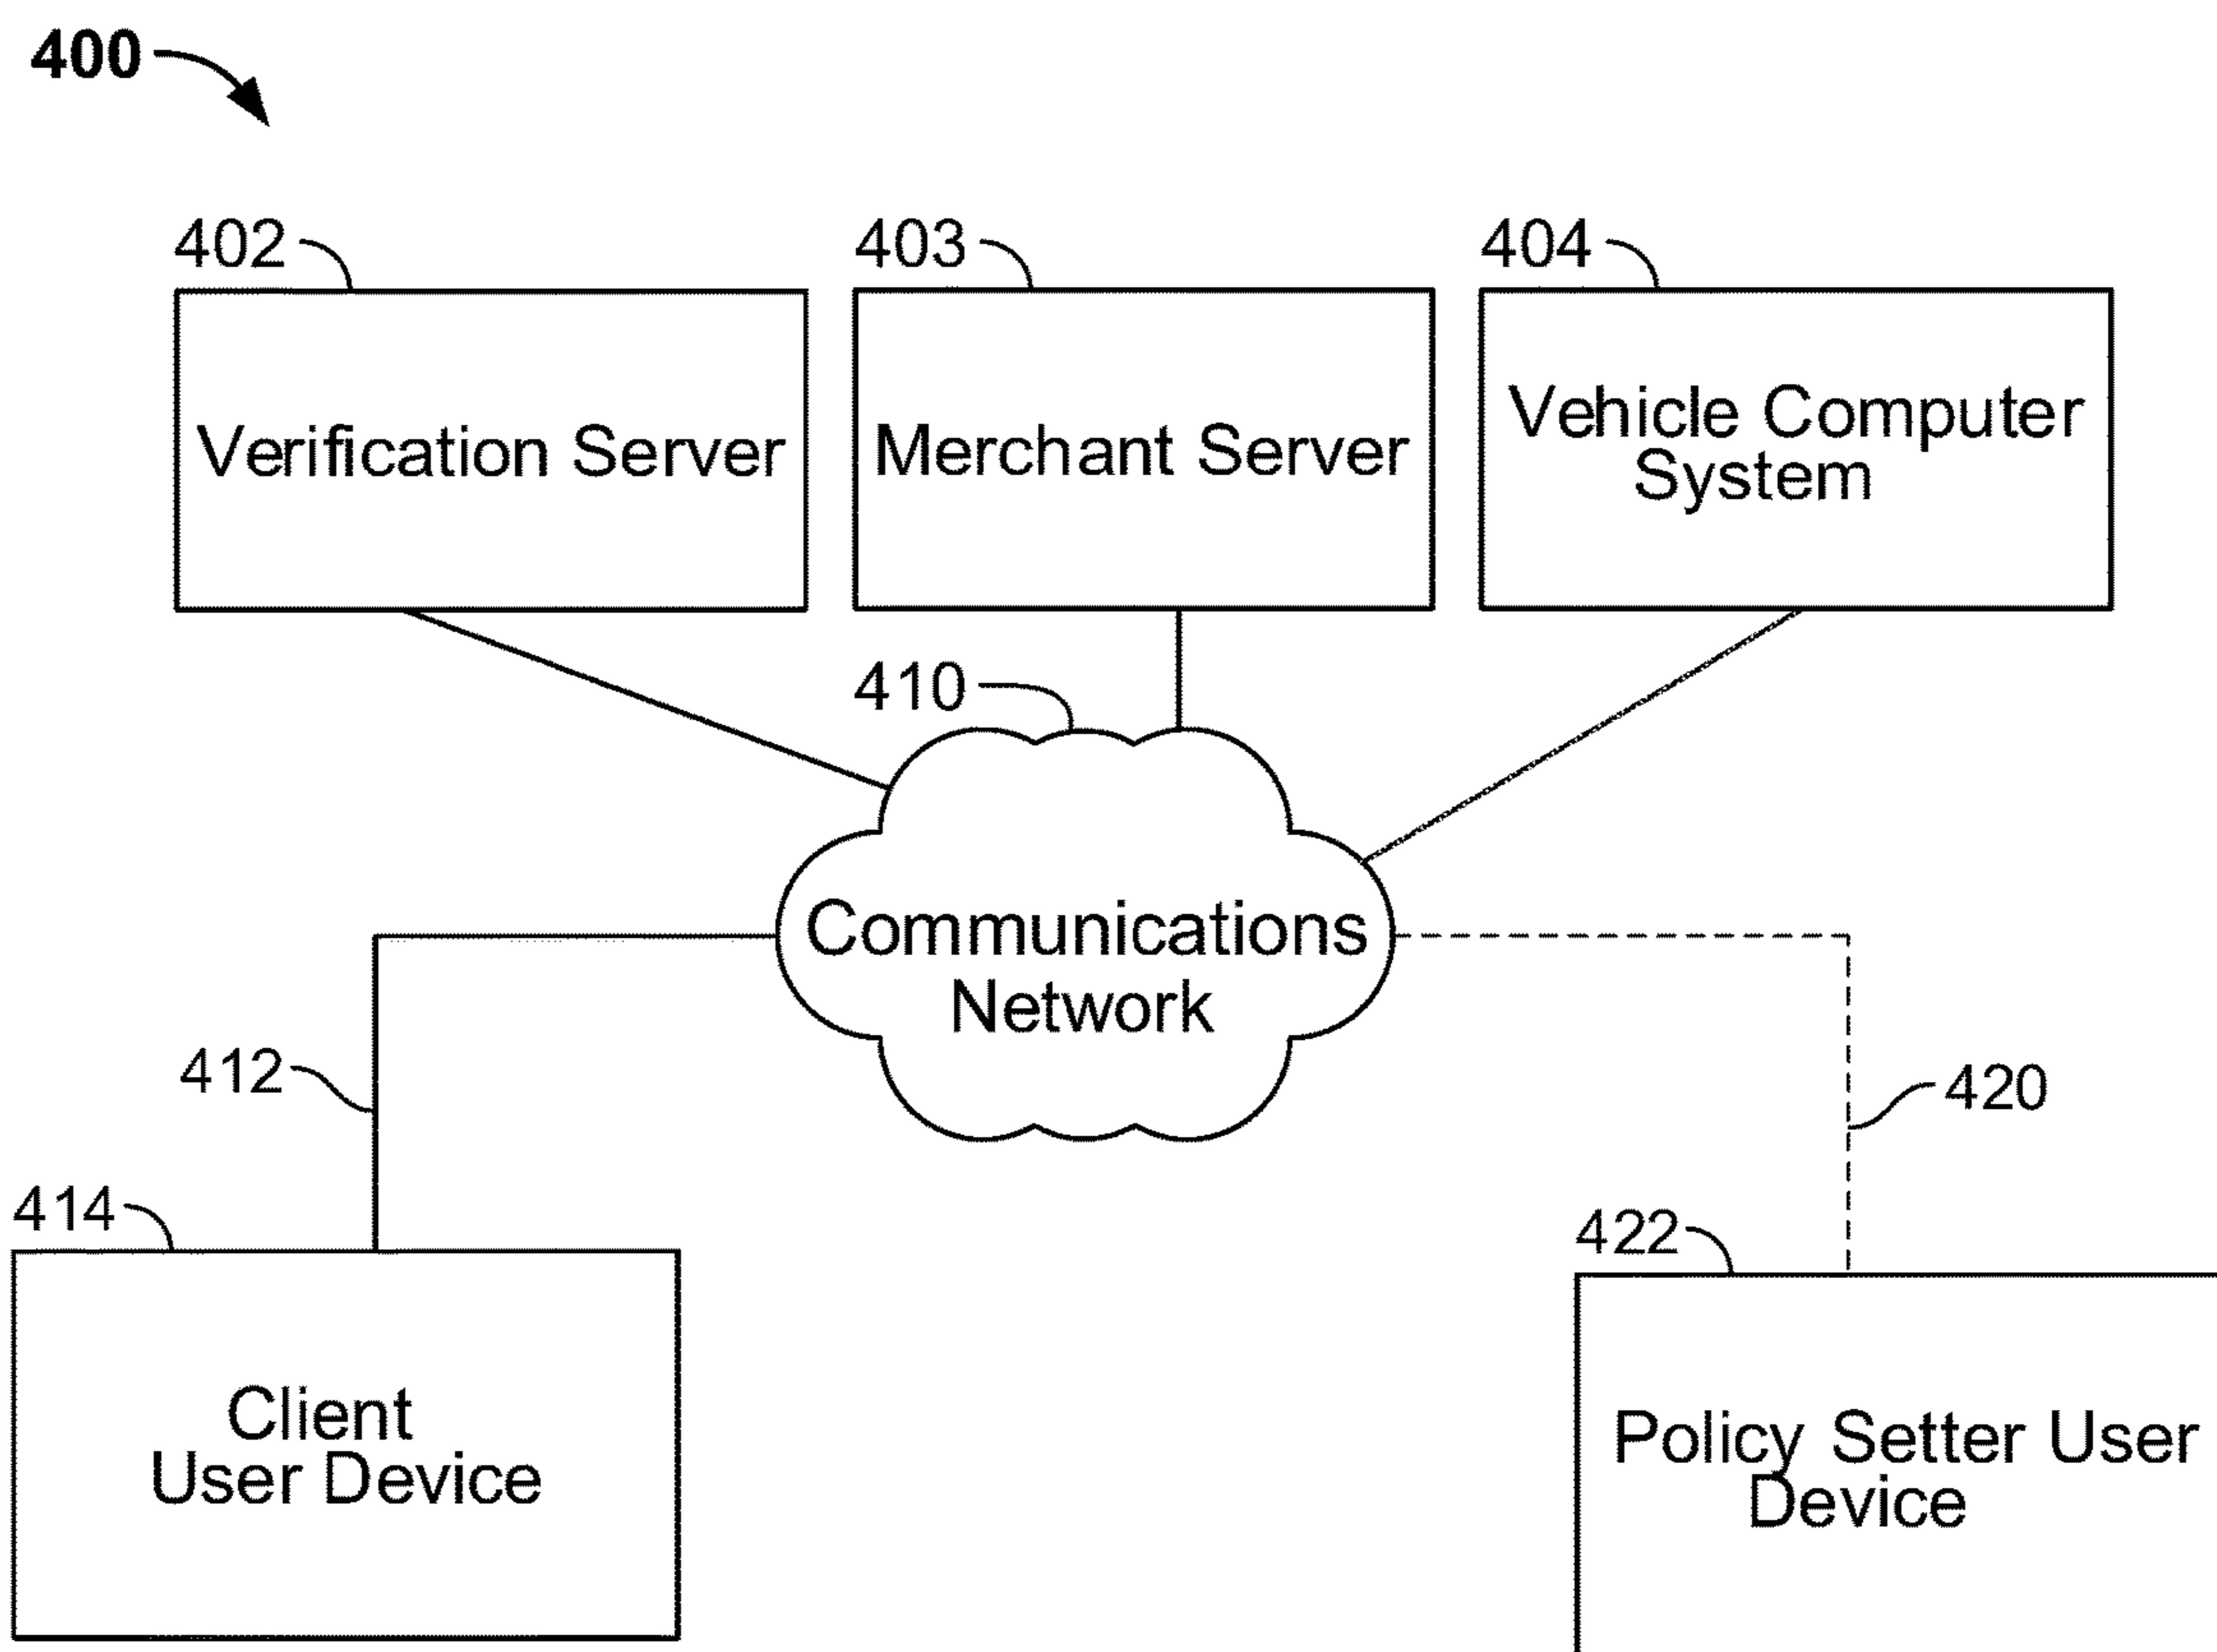 400
402
403
404
Verification Server
Merchant Server
Vehicle Computer
System
410
Communications
Network
412
420
414
422
Client
User Device
Policy Setter User
Device